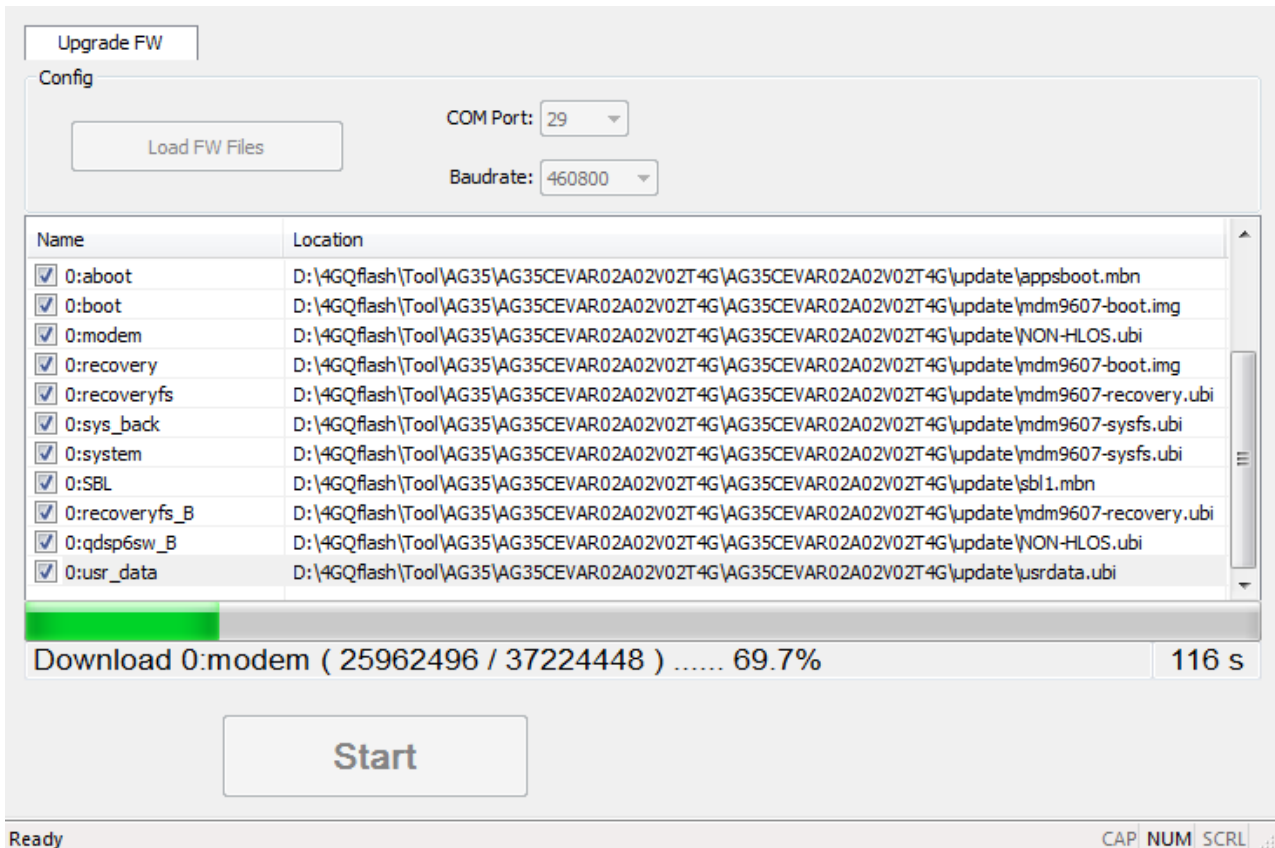 Upgrade FW
Config
Load FW Files
COM Port: 29
Baudrate: 460800
Name Location
0:aboot D:\4GQflash\Tool\AG35\AG35CEVAR02A02V02T4G\AG35CEVAR02A02V02T4G\update\appsboot.mbn
0:boot D:\4GQflash\Tool\AG35\AG35CEVAR02A02V02T4G\AG35CEVAR02A02V02T4G\update\mdm9607-boot.img
0:modem D:\4GQflash\Tool\AG35\AG35CEVAR02A02V02T4G\AG35CEVAR02A02V02T4G\update\NON-HLOS.ubi
0:recovery D:\4GQflash\Tool\AG35\AG35CEVAR02A02V02T4G\AG35CEVAR02A02V02T4G\update\mdm9607-boot.img
0:recoveryfs D:\4GQflash\Tool\AG35\AG35CEVAR02A02V02T4G\AG35CEVAR02A02V02T4G\update\mdm9607-recovery.ubi
0:sys_back D:\4GQflash\Tool\AG35\AG35CEVAR02A02V02T4G\AG35CEVAR02A02V02T4G\update\mdm9607-sysfs.ubi
0:system D:\4GQflash\Tool\AG35\AG35CEVAR02A02V02T4G\AG35CEVAR02A02V02T4G\update\mdm9607-sysfs.ubi
0:SBL D:\4GQflash\Tool\AG35\AG35CEVAR02A02V02T4G\AG35CEVAR02A02V02T4G\update\sbl1.mbn
0:recoveryfs_B D:\4GQflash\Tool\AG35\AG35CEVAR02A02V02T4G\AG35CEVAR02A02V02T4G\update\mdm9607-recovery.ubi
0:qdsp6sw_B D:\4GQflash\Tool\AG35\AG35CEVAR02A02V02T4G\AG35CEVAR02A02V02T4G\update\NON-HLOS.ubi
0:usr_data D:\4GQflash\Tool\AG35\AG35CEVAR02A02V02T4G\AG35CEVAR02A02V02T4G\update\usrdata.ubi
Download 0:modem ( 25962496 / 37224448 ) ...... 69.7% 116 s
Start
Ready CAP NUM SCRL